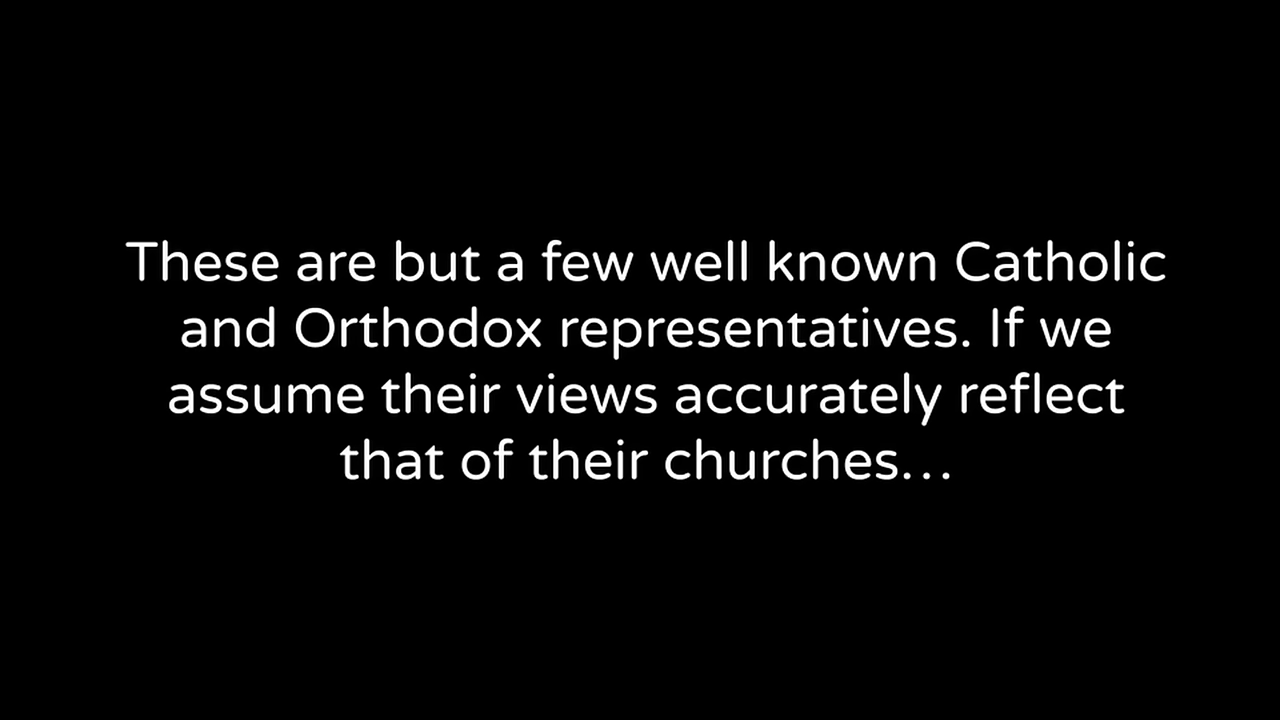 These are but a few well known Catholic
and Orthodox representatives. If we
assume their views accurately reflect
that of their churches…